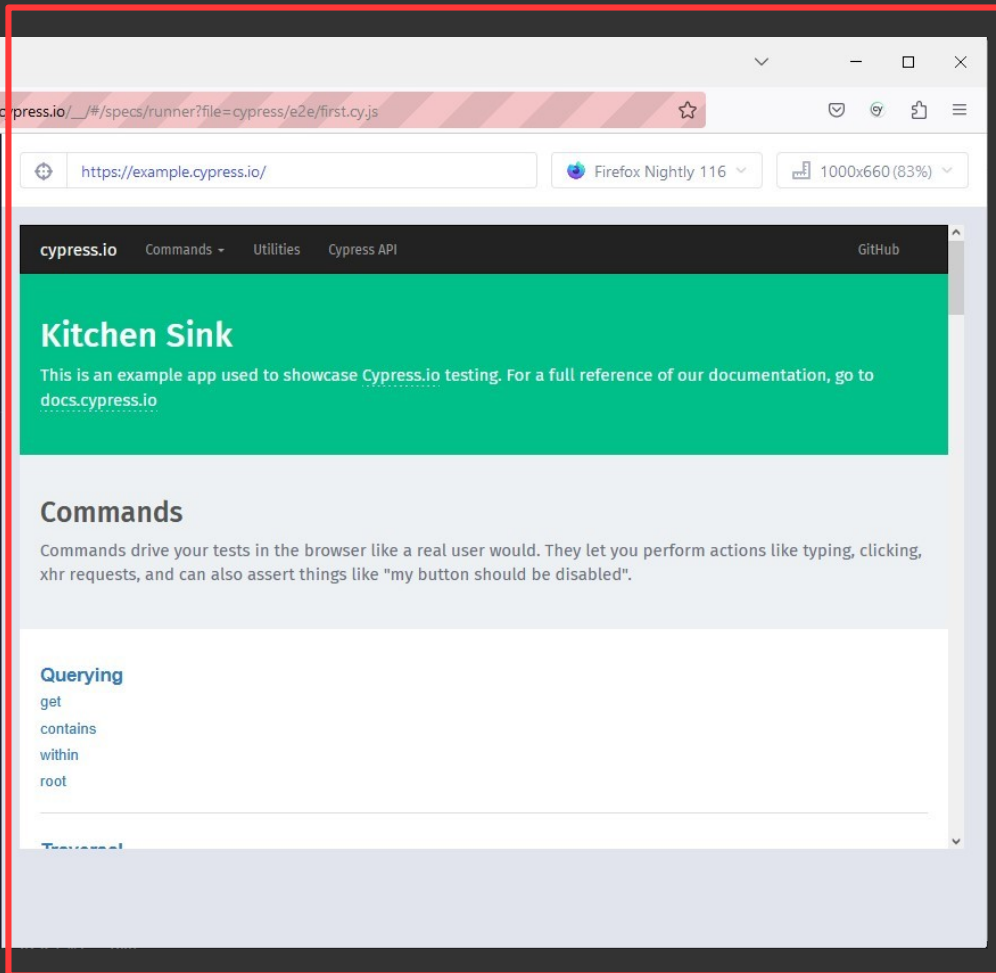 cypress.io/__/#/specs/runner?file=cypress/e2e/first.cy.js
https://example.cypress.io/
Firefox Nightly 116
1000x660 (83%)
cypress.io
Commands
Utilities
Cypress API
GitHub
Kitchen Sink
This is an example app used to showcase Cypress.io testing. For a full reference of our documentation, go to
docs.cypress.io
Commands
Commands drive your tests in the browser like a real user would. They let you perform actions like typing, clicking,
xhr requests, and can also assert things like "my button should be disabled".
Querying
get
contains
within
root
Traversal